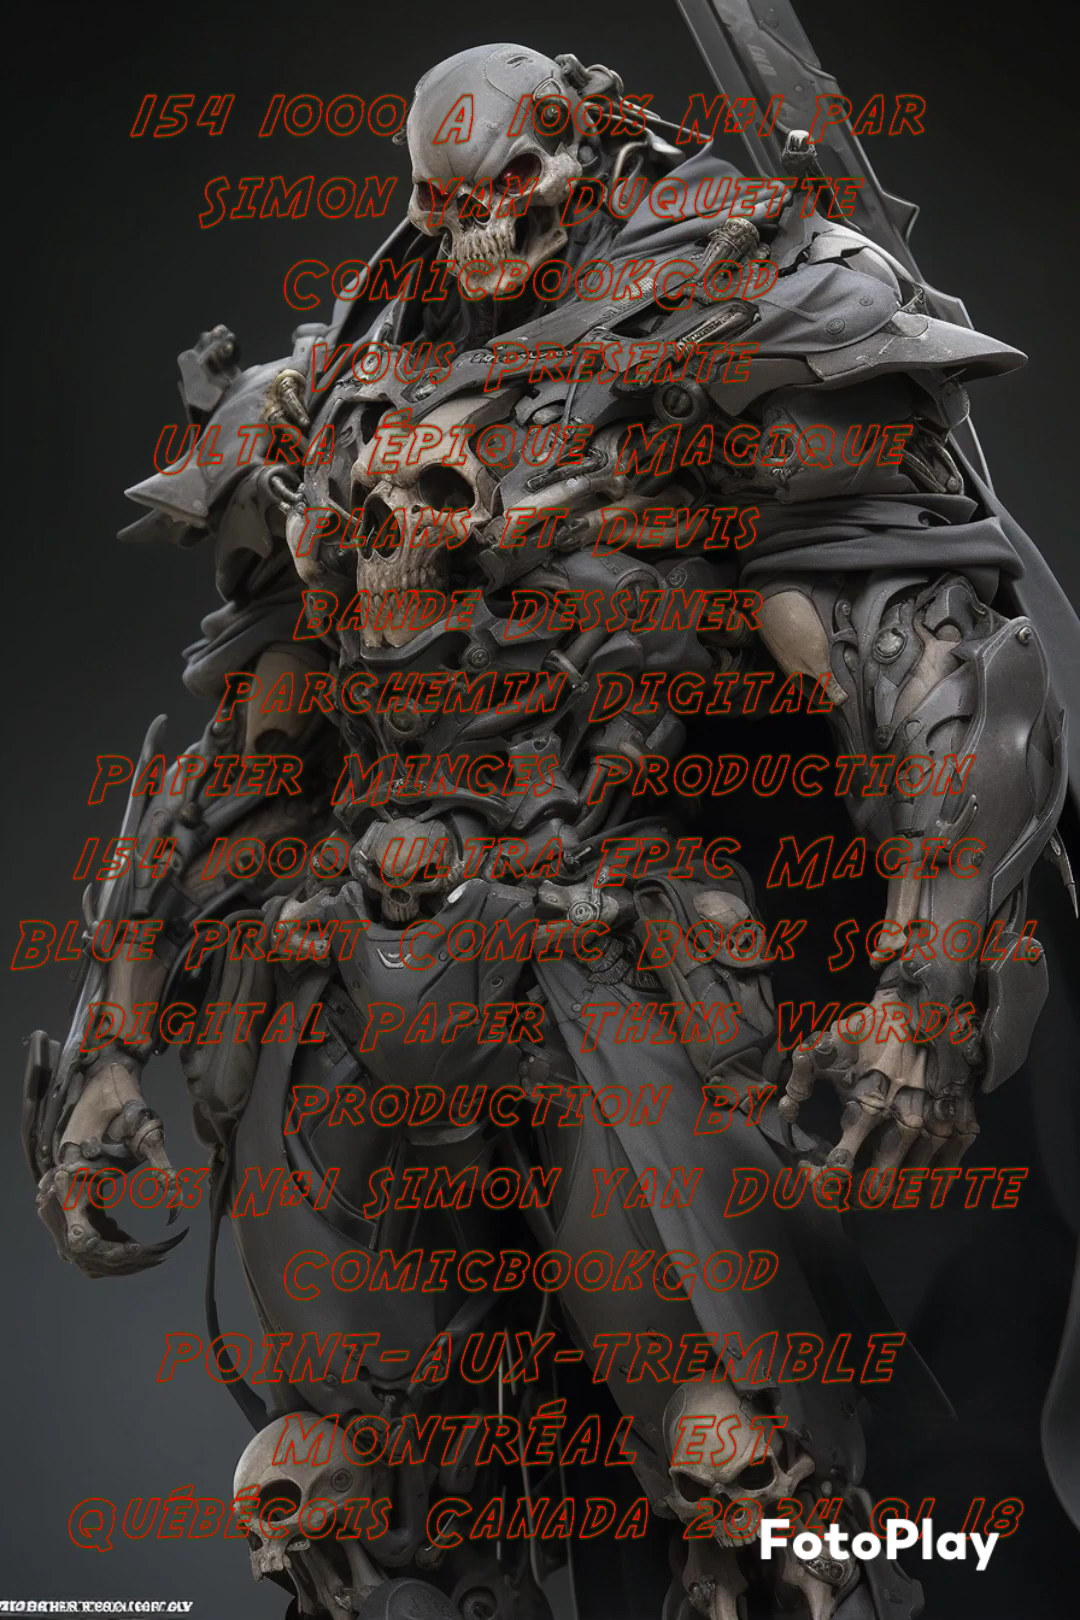 154 1000 A 100% N#1 PAR
SIMON YAN DUQUETTE
COMICBOOKGOD
VOUS PRESENTE
ULTRA ÉPIQUE MAGIQUE
PLANS ET DEVIS
BANDE DESSINER
PARCHEMIN DIGITAL
PAPIER MINCES PRODUCTION
154 1000 ULTRA EPIC MAGIC
BLUE PRINT COMIC BOOK SCROLL
DIGITAL PAPER THINS WORDS
PRODUCTION BY
100% N#1 SIMON YAN DUQUETTE
COMICBOOKGOD
POINT-AUX-TREMBLE
MONTRÉAL EST
QUÉBÉCOIS CANADA 2024 01 18
FotoPlay